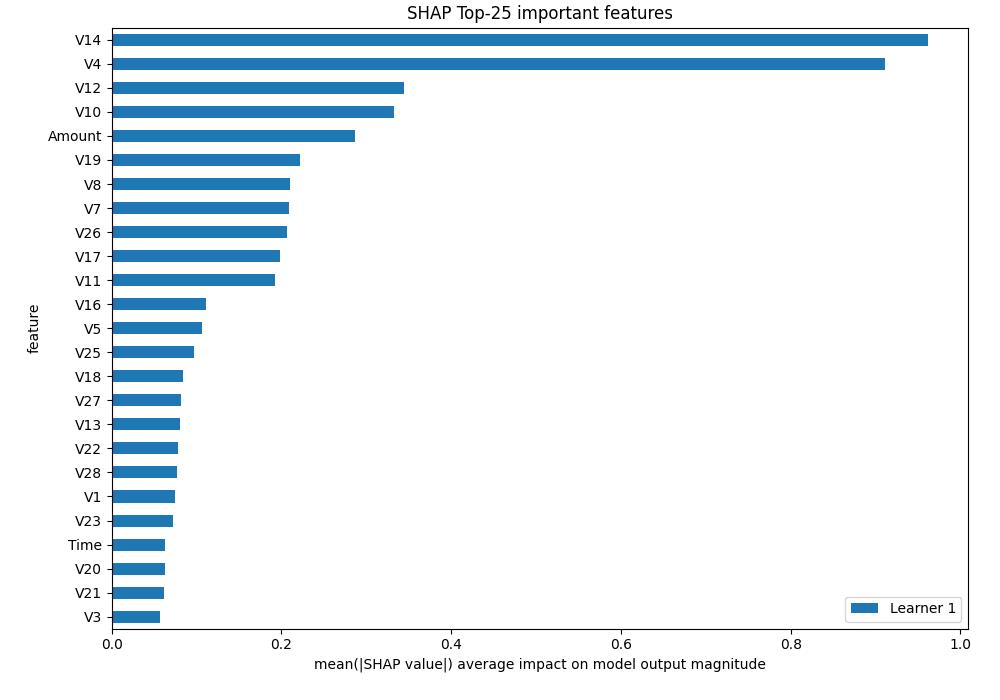 SHAP Top-25 important features
V14
V4
V12
V10
Amount
V19
V8
V7
V26
V17
V11
V16
V5
V25
V18
V27
V13
V22
V28
V1
V23
Time
V20
V21
V3
feature
Learner 1
0.0 0.2 0.4 0.6 0.8 1.0
mean(|SHAP value|) average impact on model output magnitude